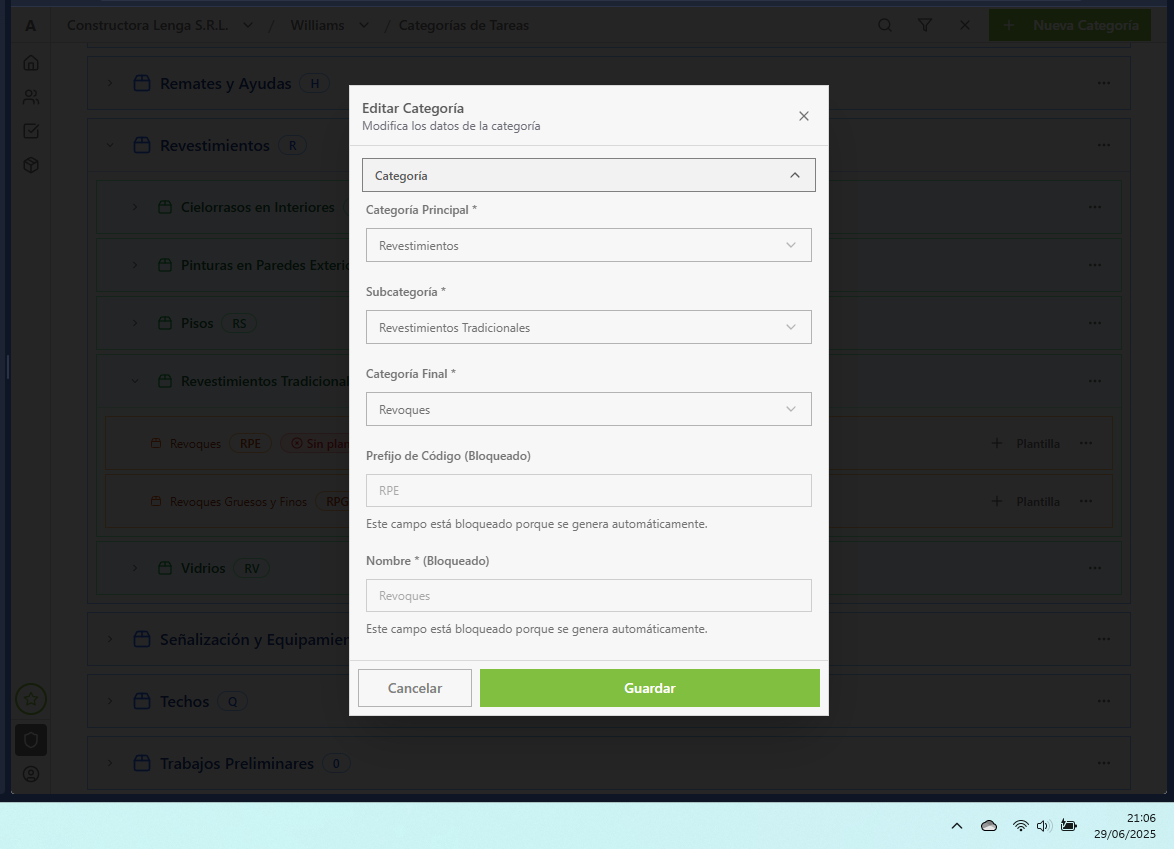 A
Constructora Lenga S.R.L. / Williams / Categorías de Tareas
+ Nueva Categoría
Remates y Ayudas H
Revestimientos R
Cielorrasos en Interiores
Pinturas en Paredes Exterio
Pisos RS
Revestimientos Tradicional
Revoques RPE Sin plan
+ Plantilla
Revoques Gruesos y Finos RPG
+ Plantilla
Vidrios RV
Señalización y Equipamien
Techos Q
Trabajos Preliminares 0
Editar Categoría
Modifica los datos de la categoría
Categoría
Categoría Principal *
Revestimientos
Subcategoría *
Revestimientos Tradicionales
Categoría Final *
Revoques
Prefijo de Código (Bloqueado)
RPE
Este campo está bloqueado porque se genera automáticamente.
Nombre * (Bloqueado)
Revoques
Este campo está bloqueado porque se genera automáticamente.
Cancelar
Guardar
21:06
29/06/2025